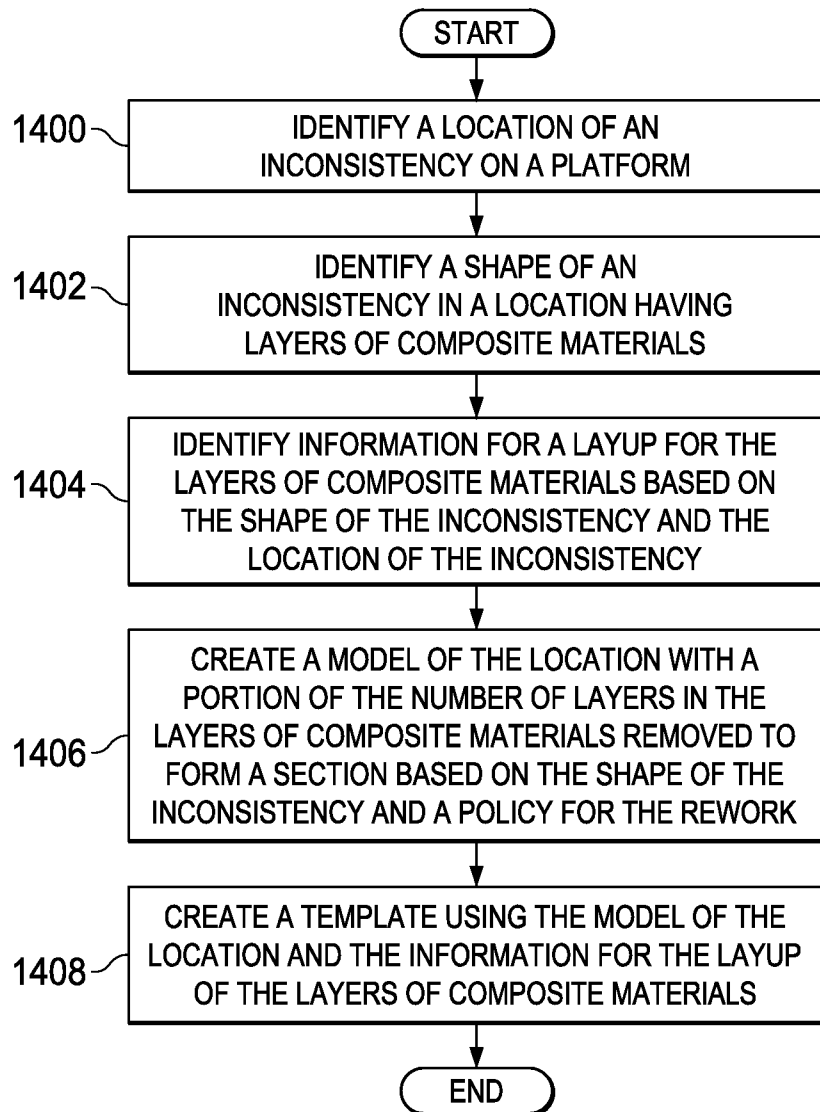 START
1400
IDENTIFY A LOCATION OF AN
INCONSISTENCY ON A PLATFORM
1402
IDENTIFY A SHAPE OF AN
INCONSISTENCY IN A LOCATION HAVING
LAYERS OF COMPOSITE MATERIALS
1404
IDENTIFY INFORMATION FOR A LAYUP FOR THE
LAYERS OF COMPOSITE MATERIALS BASED ON
THE SHAPE OF THE INCONSISTENCY AND THE
LOCATION OF THE INCONSISTENCY
1406
CREATE A MODEL OF THE LOCATION WITH A
PORTION OF THE NUMBER OF LAYERS IN THE
LAYERS OF COMPOSITE MATERIALS REMOVED TO
FORM A SECTION BASED ON THE SHAPE OF THE
INCONSISTENCY AND A POLICY FOR THE REWORK
1408
CREATE A TEMPLATE USING THE MODEL OF THE
LOCATION AND THE INFORMATION FOR THE LAYUP
OF THE LAYERS OF COMPOSITE MATERIALS
END